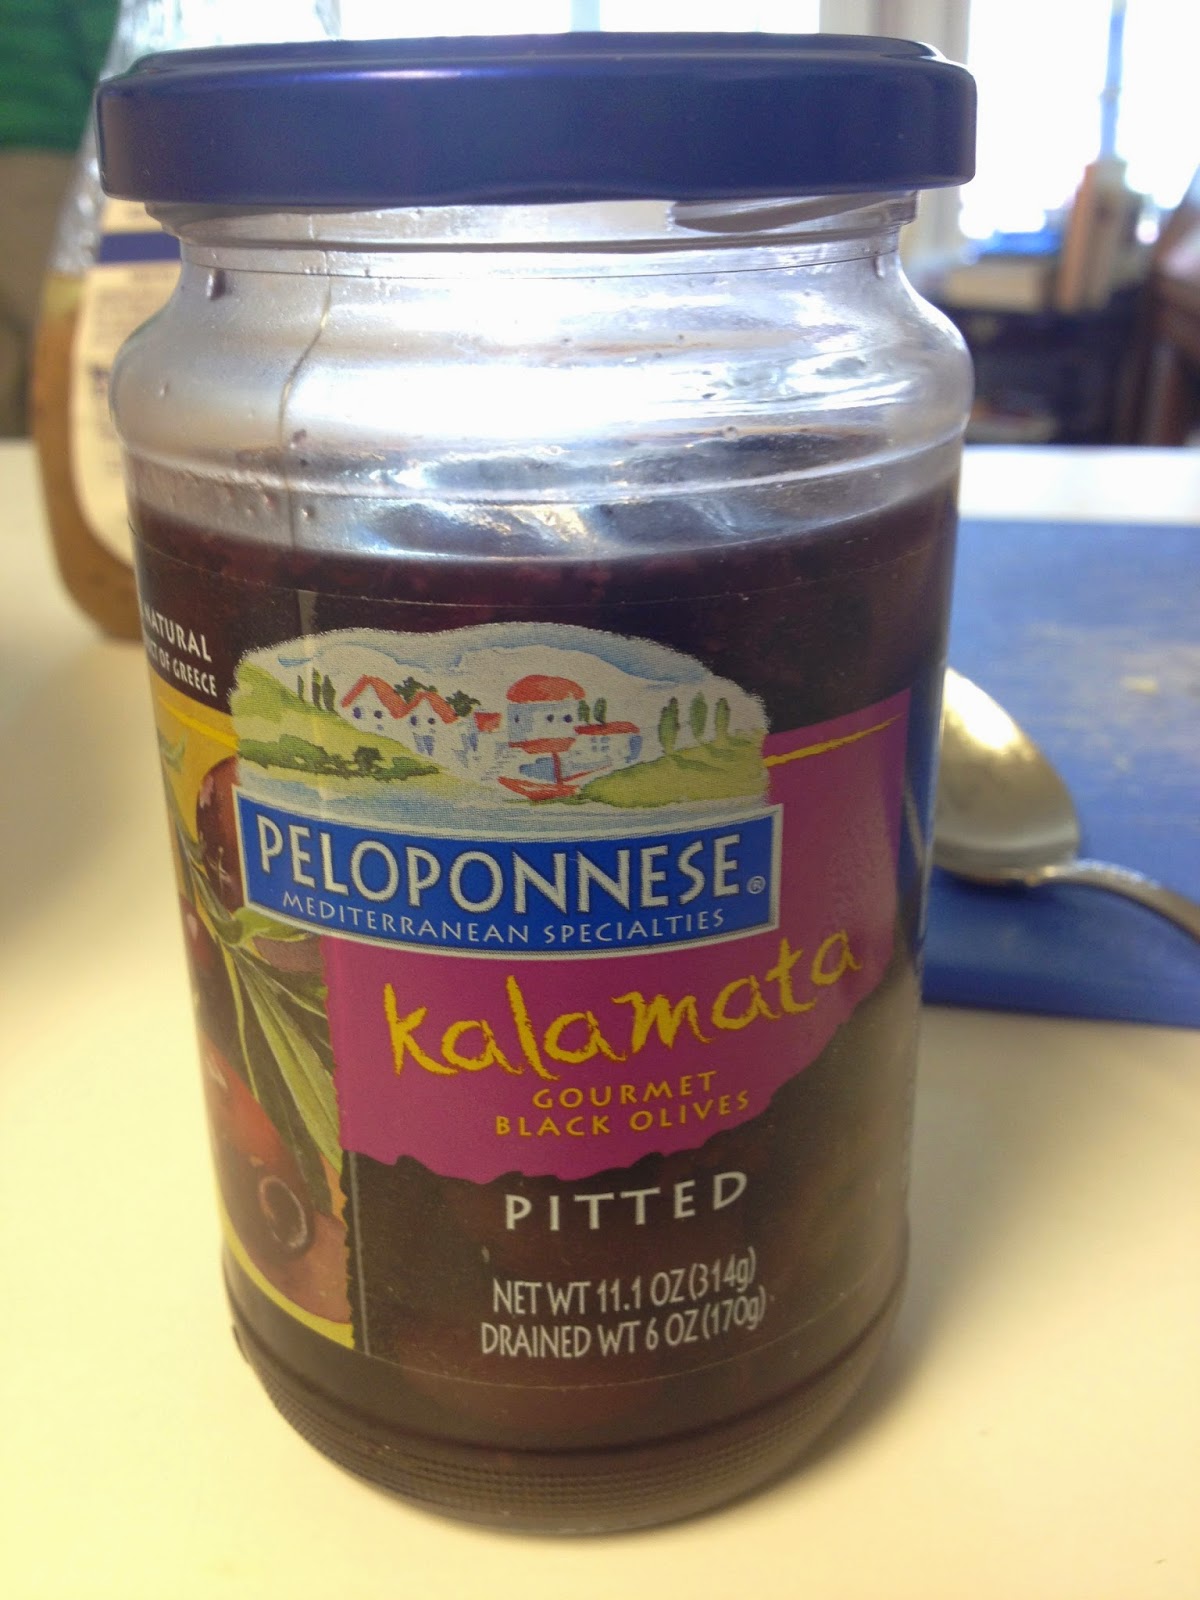 NATURAL
OF GREECE
PELOPONNESE®
MEDITERRANEAN SPECIALTIES
kalamata
GOURMET
BLACK OLIVES
PITTED
NET WT 11.1 OZ (314g)
DRAINED WT 6 OZ (170g)